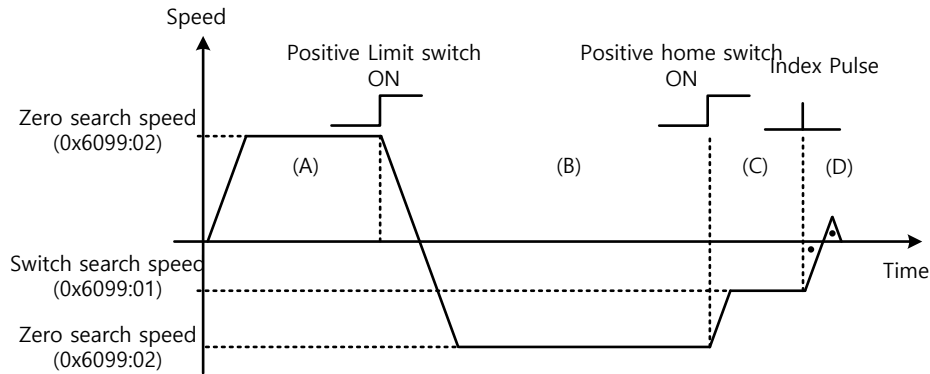 Speed
Positive Limit switch
ON
Positive home switch
ON
Index Pulse
Zero search speed
(0x6099:02)
(A)
(B)
(C)
(D)
Switch search speed
(0x6099:01)
Time
Zero search speed
(0x6099:02)